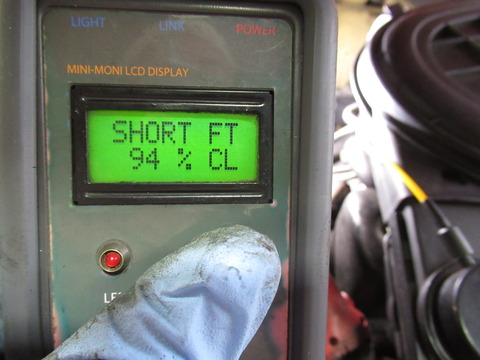 LIGHT LINK POWER
MINI-MONI LCD DISPLAY
SHORT FT
94 % CL